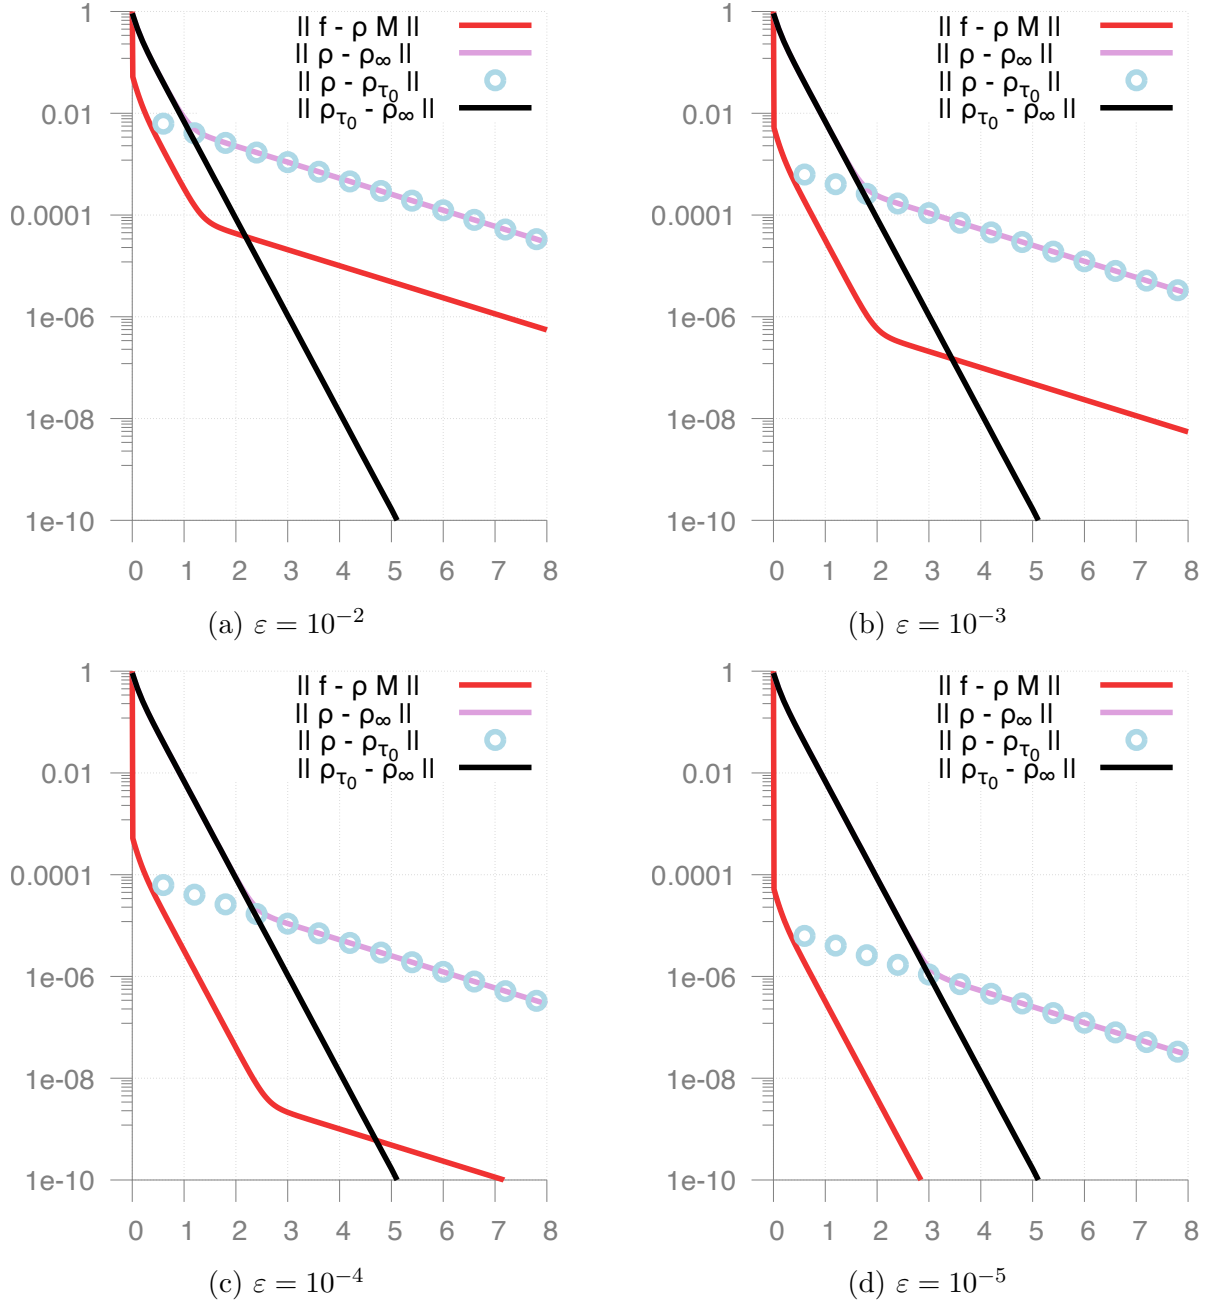 1
0.01
0.0001
1e-06
1e-08
1e-10
0 1 2 3 4 5 6 7 8
|| f - ρ M ||
|| ρ - ρ∞ ||
|| ρ - ρτ0 ||
|| ρτ0 - ρ∞ ||
(a) ε = 10⁻²
1
0.01
0.0001
1e-06
1e-08
1e-10
0 1 2 3 4 5 6 7 8
|| f - ρ M ||
|| ρ - ρ∞ ||
|| ρ - ρτ0 ||
|| ρτ0 - ρ∞ ||
(b) ε = 10⁻³
1
0.01
0.0001
1e-06
1e-08
1e-10
0 1 2 3 4 5 6 7 8
|| f - ρ M ||
|| ρ - ρ∞ ||
|| ρ - ρτ0 ||
|| ρτ0 - ρ∞ ||
(c) ε = 10⁻⁴
1
0.01
0.0001
1e-06
1e-08
1e-10
0 1 2 3 4 5 6 7 8
|| f - ρ M ||
|| ρ - ρ∞ ||
|| ρ - ρτ0 ||
|| ρτ0 - ρ∞ ||
(d) ε = 10⁻⁵